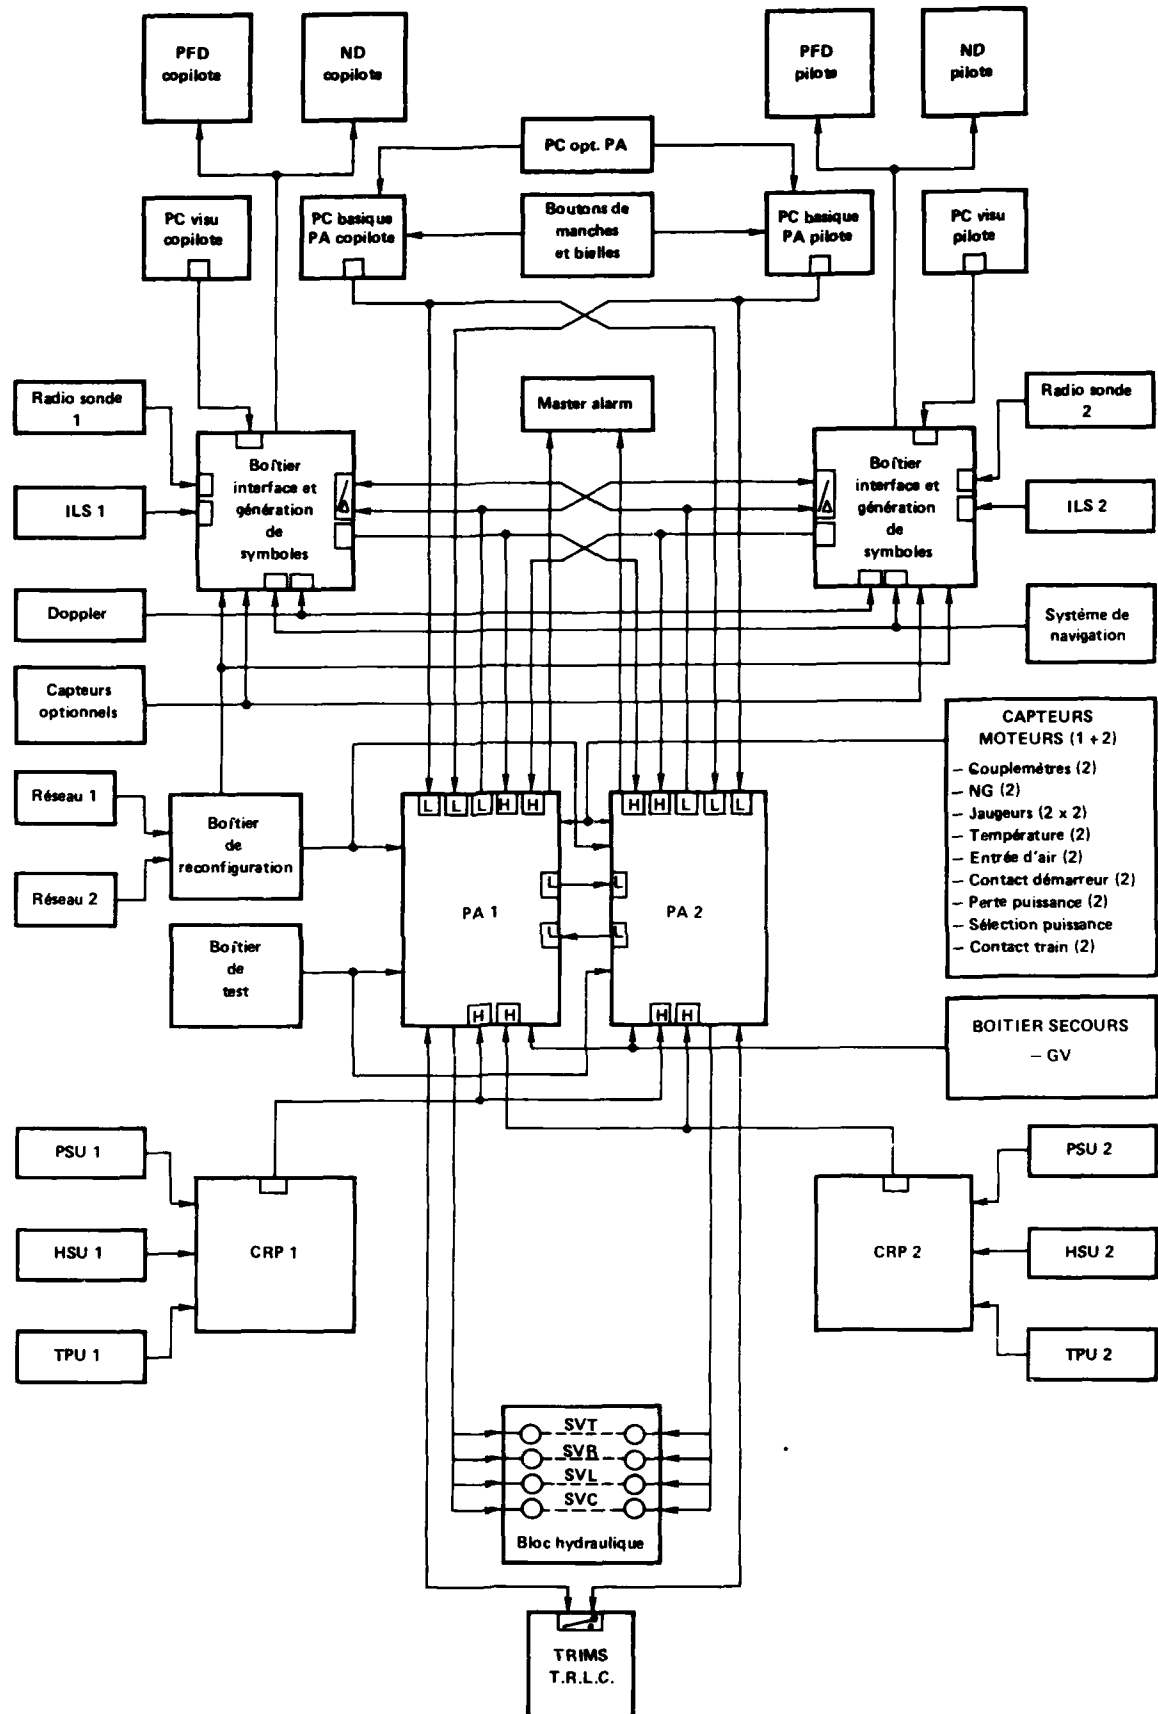 PFD
copilote
ND
copilote
PFD
pilote
ND
pilote
PC opt. PA
PC visu
copilote
PC basique
PA copilote
Boutons de
manches
et bielles
PC basique
PA pilote
PC visu
pilote
Radio sonde
1
Master alarm
Radio sonde
2
Boîtier
interface et
génération
de
symboles
Boîtier
interface et
génération
de
symboles
ILS 1
ILS 2
Doppler
Système de
navigation
Capteurs
optionnels
CAPTEURS
MOTEURS (1 + 2)
– Couplemètres (2)
– NG (2)
– Jaugeurs (2 x 2)
– Température (2)
– Entrée d'air (2)
– Contact démarreur (2)
– Perte puissance (2)
– Sélection puissance
– Contact train (2)
Réseau 1
Réseau 2
Boîtier
de
reconfiguration
L L L H H
H H L L L
L L
L L
PA 1
PA 2
Boîtier
de
test
H H
H H
BOITIER SECOURS
– GV
PSU 1
HSU 1
TPU 1
CRP 1
CRP 2
PSU 2
HSU 2
TPU 2
SVT
SVR
SVL
SVC
Bloc hydraulique
TRIMS
T.R.L.C.